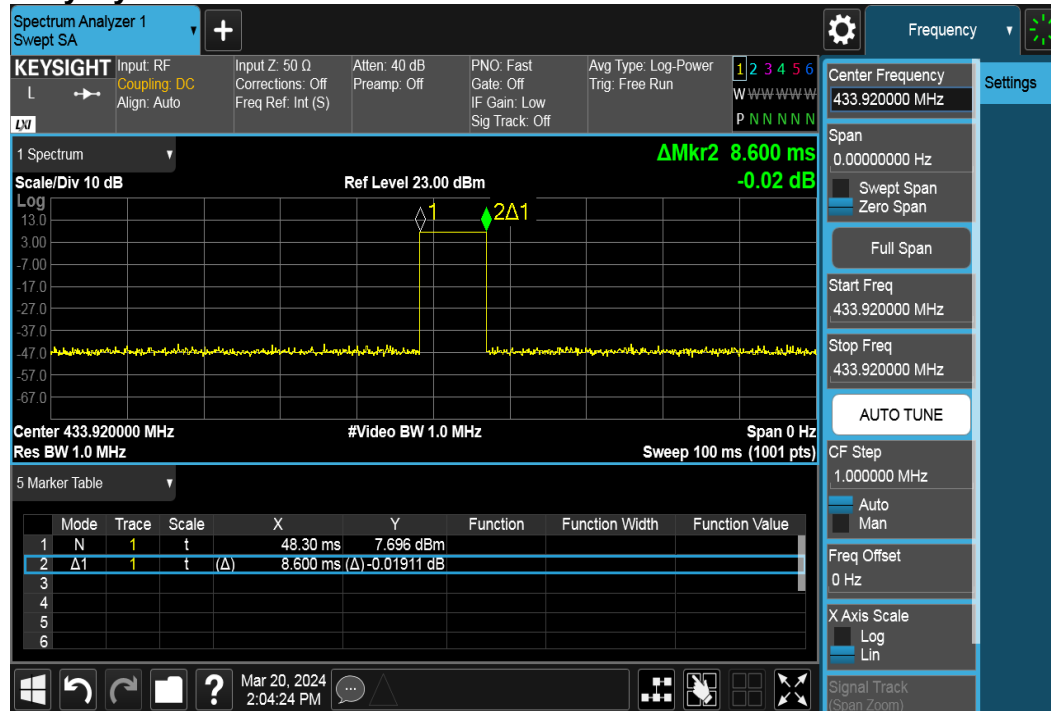 Spectrum Analyzer 1
Swept SA
+
Frequency
KEYSIGHT
L
LXI
Input: RF
Coupling: DC
Align: Auto
Input Z: 50 Ω
Corrections: Off
Freq Ref: Int (S)
Atten: 40 dB
Preamp: Off
PNO: Fast
Gate: Off
IF Gain: Low
Sig Track: Off
Avg Type: Log-Power
Trig: Free Run
1 2 3 4 5 6
W W W W W W
P N N N N N
1 Spectrum
ΔMkr2 8.600 ms
-0.02 dB
Scale/Div 10 dB
Ref Level 23.00 dBm
Log
13.0
3.00
-7.00
-17.0
-27.0
-37.0
-47.0
-57.0
-67.0
1
2Δ1
Center 433.920000 MHz
#Video BW 1.0 MHz
Span 0 Hz
Res BW 1.0 MHz
Sweep 100 ms (1001 pts)
5 Marker Table
Mode Trace Scale X Y Function Function Width Function Value
1 N 1 t 48.30 ms 7.696 dBm
2 Δ1 1 t (Δ) 8.600 ms (Δ) -0.01911 dB
3
4
5
6
?
Mar 20, 2024
2:04:24 PM
Center Frequency
433.920000 MHz
Settings
Span
0.00000000 Hz
Swept Span
Zero Span
Full Span
Start Freq
433.920000 MHz
Stop Freq
433.920000 MHz
AUTO TUNE
CF Step
1.000000 MHz
Auto
Man
Freq Offset
0 Hz
X Axis Scale
Log
Lin
Signal Track
(Span Zoom)